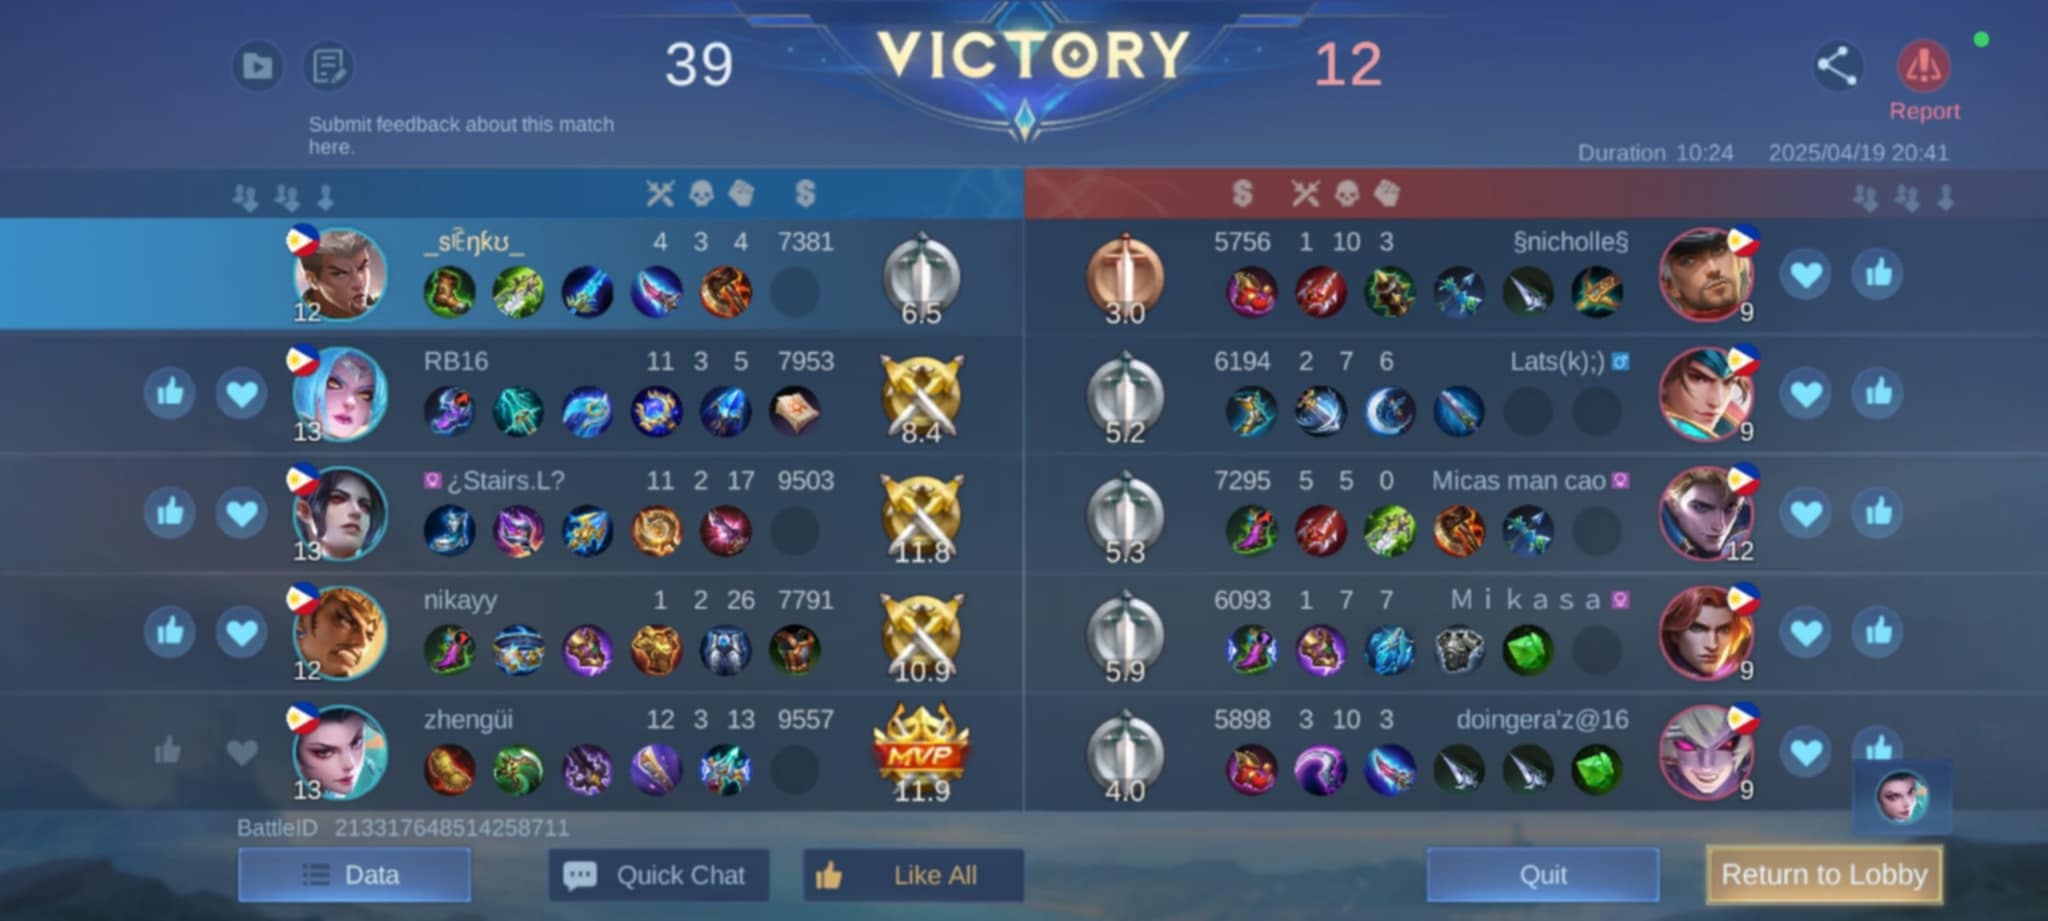 39 VICTORY 12
Report
Submit feedback about this match
here.
Duration 10:24 2025/04/19 20:41
4 3 4 7381
12
6.5
5756 1 10 3 §nicholle§
3.0
9
RB16 11 3 5 7953
13
8.4
6194 2 7 6 Lats(k);)
5.2
9
¿Stairs.L? 11 2 17 9503
13
11.8
7295 5 5 0 Micas man cao
5.3
12
nikayy 1 2 26 7791
12
10.9
6093 1 7 7 M i k a s a
5.9
9
zhengüi 12 3 13 9557
MVP
13
11.9
5898 3 10 3 doingera'z@16
4.0
9
BattleID 213317648514258711
Data Quick Chat Like All Quit Return to Lobby